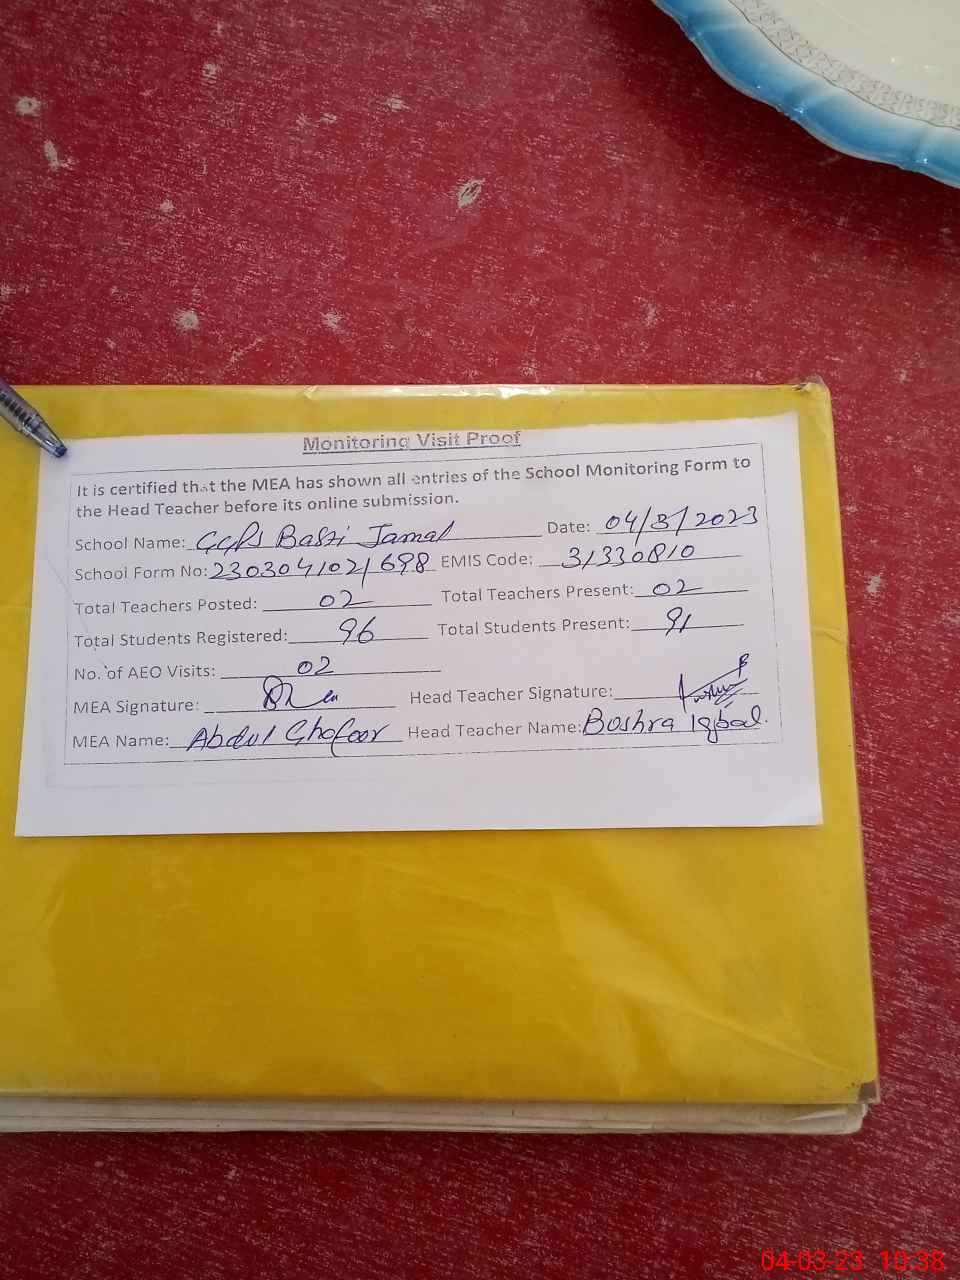 Monitoring Visit Proof
It is certified that the MEA has shown all entries of the School Monitoring Form to
the Head Teacher before its online submission.
School Name: GGPS Basti Jamal Date: 04/3/2023
School Form No: 2303041021698 EMIS Code: 31330810
Total Teachers Posted: 02 Total Teachers Present: 02
Total Students Registered: 96 Total Students Present: 91
No. of AEO Visits: 02
MEA Signature: Head Teacher Signature:
MEA Name: Abdul Ghafoor Head Teacher Name: Boshra Iqbal.
04-03-23 10:38